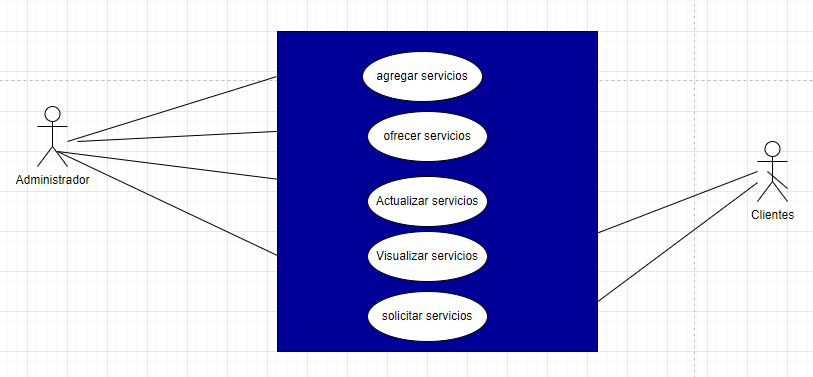 agregar servicios
ofrecer servicios
Administrador
Actualizar servicios
Clientes
Visualizar servicios
solicitar servicios